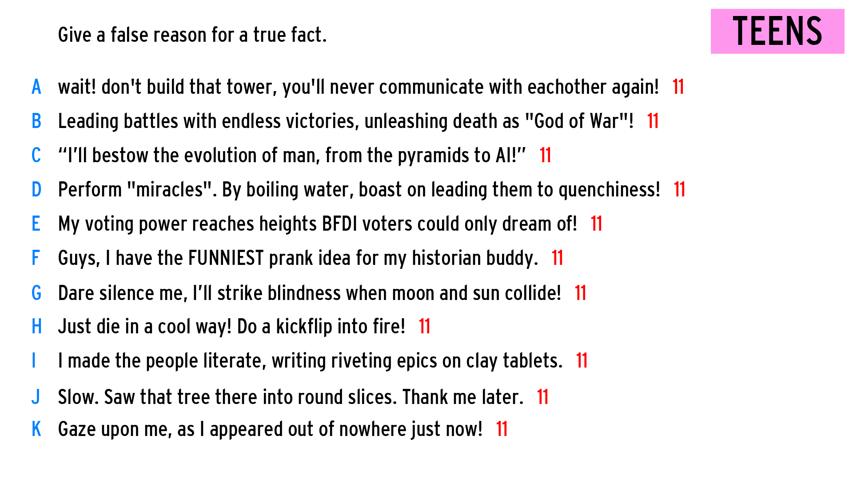 Give a false reason for a true fact.
TEENS
A wait! don't build that tower, you'll never communicate with eachother again! 11
B Leading battles with endless victories, unleashing death as "God of War"! 11
C “I’ll bestow the evolution of man, from the pyramids to AI!” 11
D Perform "miracles". By boiling water, boast on leading them to quenchiness! 11
E My voting power reaches heights BFDI voters could only dream of! 11
F Guys, I have the FUNNIEST prank idea for my historian buddy. 11
G Dare silence me, I’ll strike blindness when moon and sun collide! 11
H Just die in a cool way! Do a kickflip into fire! 11
I I made the people literate, writing riveting epics on clay tablets. 11
J Slow. Saw that tree there into round slices. Thank me later. 11
K Gaze upon me, as I appeared out of nowhere just now! 11